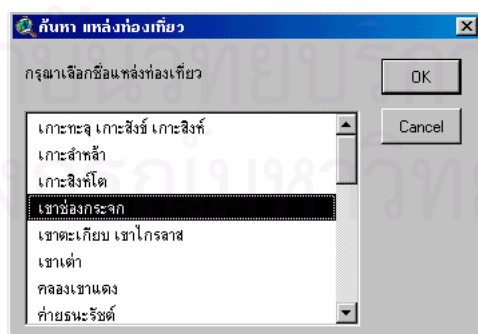 ค้นหา แหล่งท่องเที่ยว
กรุณาเลือกชื่อแหล่งท่องเที่ยว
OK
Cancel
เกาะทะลุ เกาะสังข์ เกาะสิงห์
เกาะลำหล้า
เกาะสิงห์โต
เขาช่องกระจก
เขาตะเกียบ เขาไกรลาส
เขาเต่า
คลองเขาแดง
ค่ายธนะรัชต์